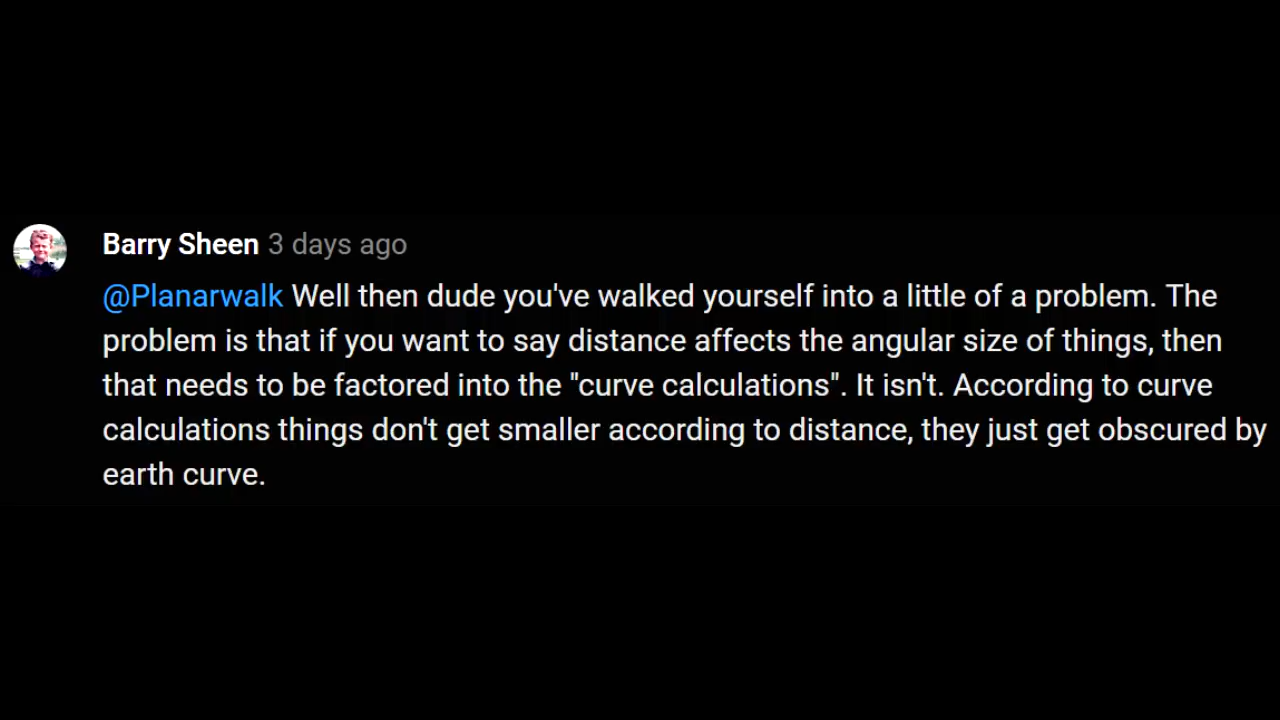 Barry Sheen 3 days ago
@Planarwalk Well then dude you've walked yourself into a little of a problem. The
problem is that if you want to say distance affects the angular size of things, then
that needs to be factored into the "curve calculations". It isn't. According to curve
calculations things don't get smaller according to distance, they just get obscured by
earth curve.